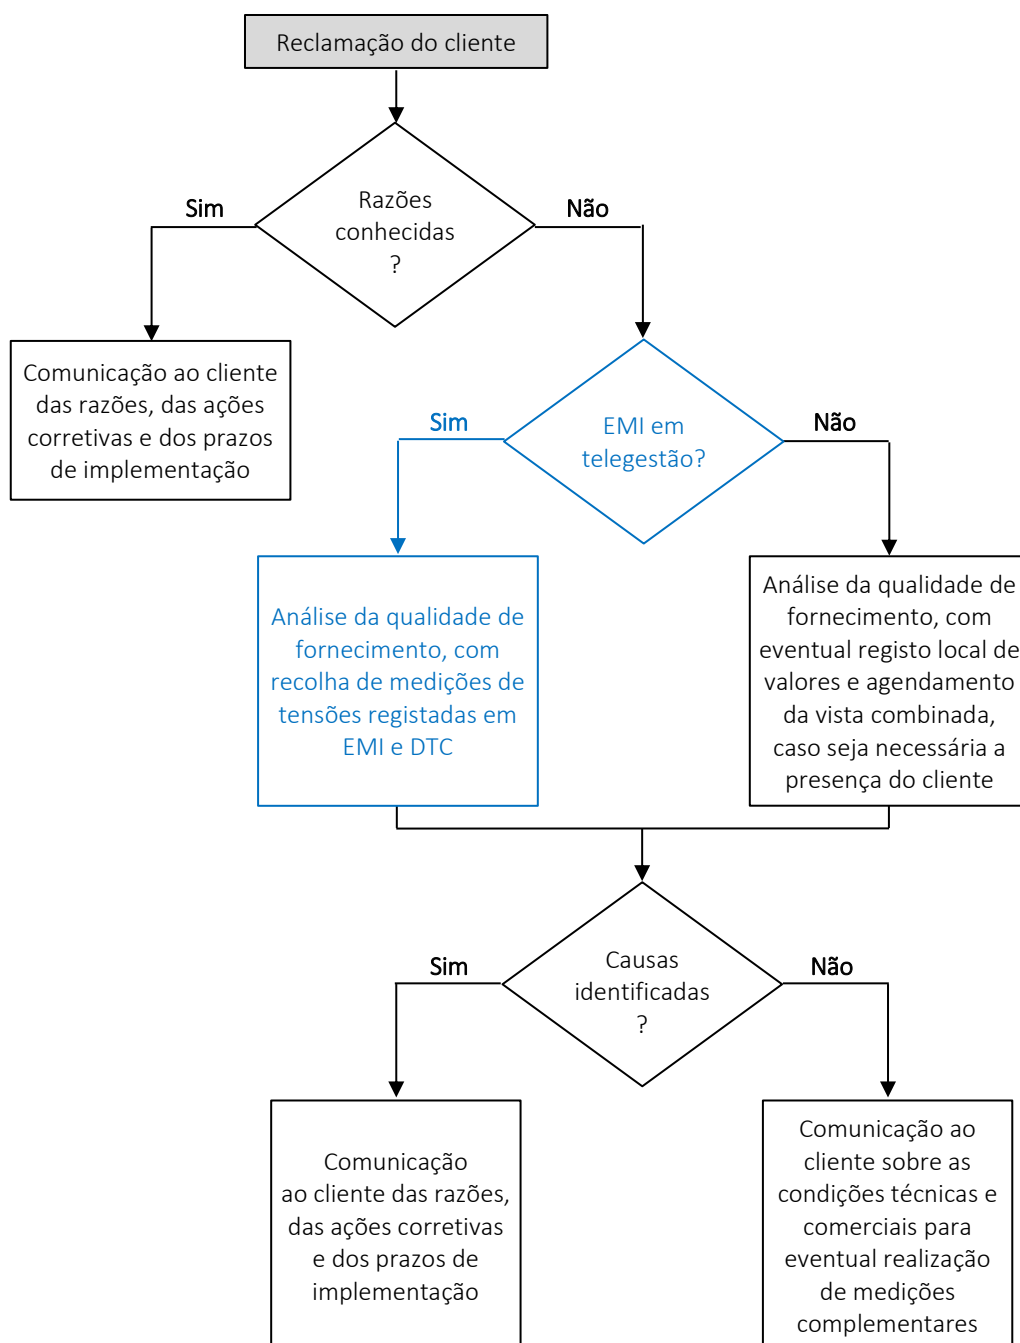 Reclamação do cliente
Razões
conhecidas
?
Sim
Não
Comunicação ao cliente
das razões, das ações
corretivas e dos prazos
de implementação
EMI em
telegestão?
Sim
Não
Análise da qualidade de
fornecimento, com
recolha de medições de
tensões registadas em
EMI e DTC
Análise da qualidade de
fornecimento, com
eventual registo local de
valores e agendamento
da vista combinada,
caso seja necessária a
presença do cliente
Causas
identificadas
?
Sim
Não
Comunicação
ao cliente das razões,
das ações corretivas
e dos prazos de
implementação
Comunicação ao
cliente sobre as
condições técnicas e
comerciais para
eventual realização
de medições
complementares